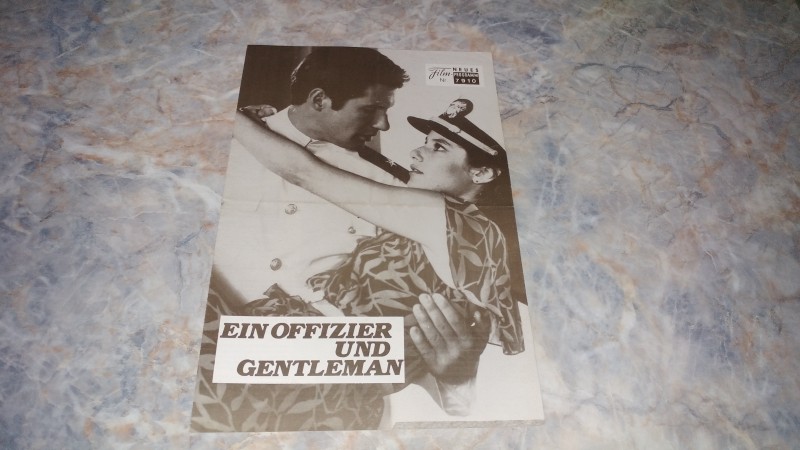 NEUES
Film PROGRAMM
Nr. 7910
EIN OFFIZIER
UND
GENTLEMAN